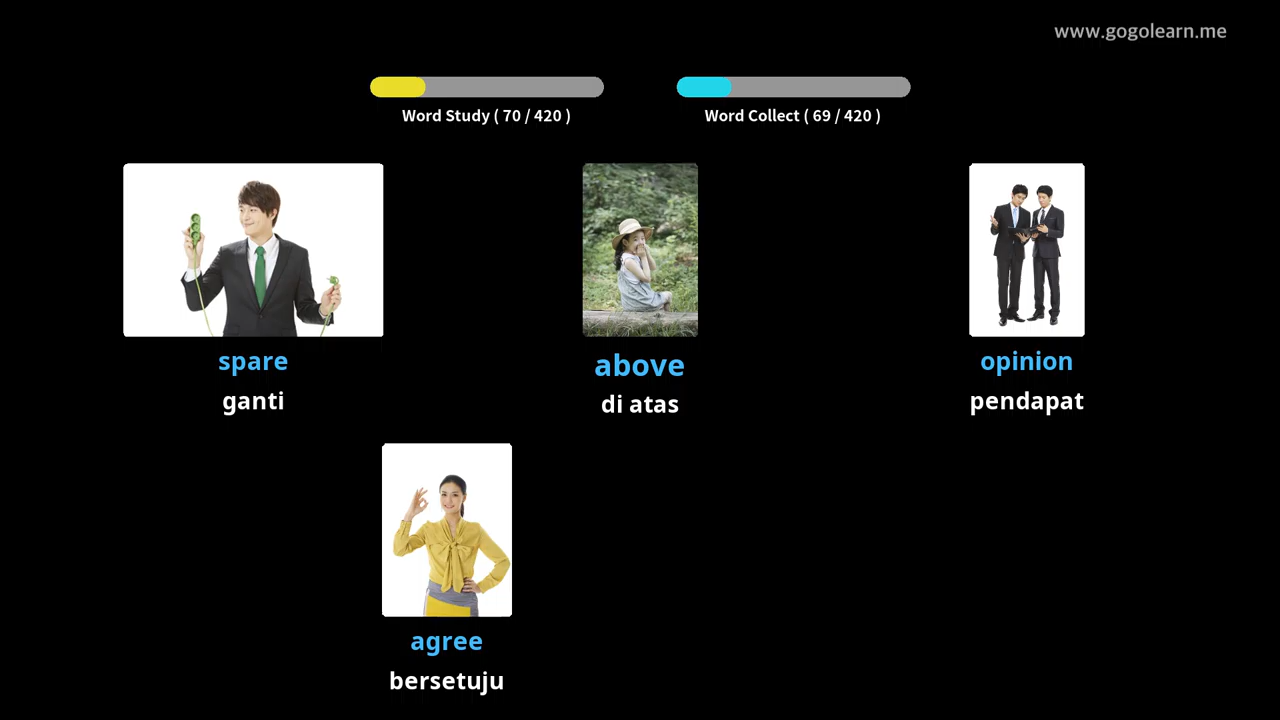 www.gogolearn.me
Word Study ( 70 / 420 )
Word Collect ( 69 / 420 )
spare
ganti
above
di atas
opinion
pendapat
agree
bersetuju